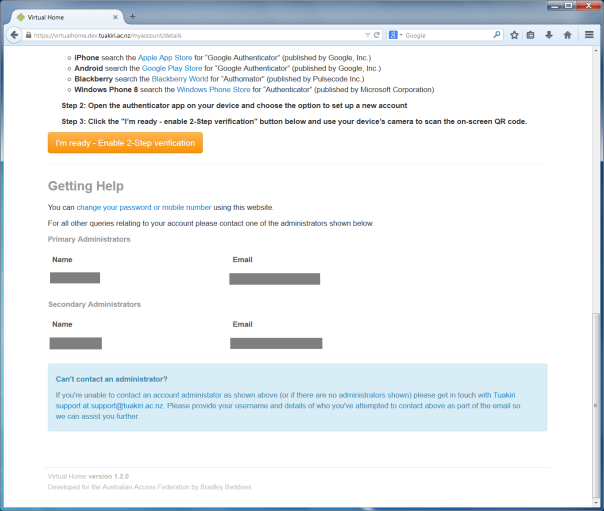 Virtual Home
https://virtualhome.dev.tuakiri.ac.nz/myaccount/details
Google
iPhone search the Apple App Store for "Google Authenticator" (published by Google, Inc.)
Android search the Google Play Store for "Google Authenticator" (published by Google, Inc.)
Blackberry search the Blackberry World for "Authomator" (published by Pulsecode Inc.)
Windows Phone 8 search the Windows Phone Store for "Authenticator" (published by Microsoft Corporation)
Step 2: Open the authenticator app on your device and choose the option to set up a new account
Step 3: Click the "I'm ready - enable 2-Step verification" button below and use your device's camera to scan the on-screen QR code.
I'm ready - Enable 2-Step verification
Getting Help
You can change your password or mobile number using this website.
For all other queries relating to your account please contact one of the administrators shown below.
Primary Administrators
Name Email
Secondary Administrators
Name Email
Can't contact an administrator?
If you're unable to contact an account administator as shown above (or if there are no administrators shown) please get in touch with Tuakiri
support at support@tuakiri.ac.nz. Please provide your username and details of who you've attempted to contact above as part of the email so
we can assist you further.
Virtual Home version 1.2.0
Developed for the Australian Access Federation by Bradley Beddoes